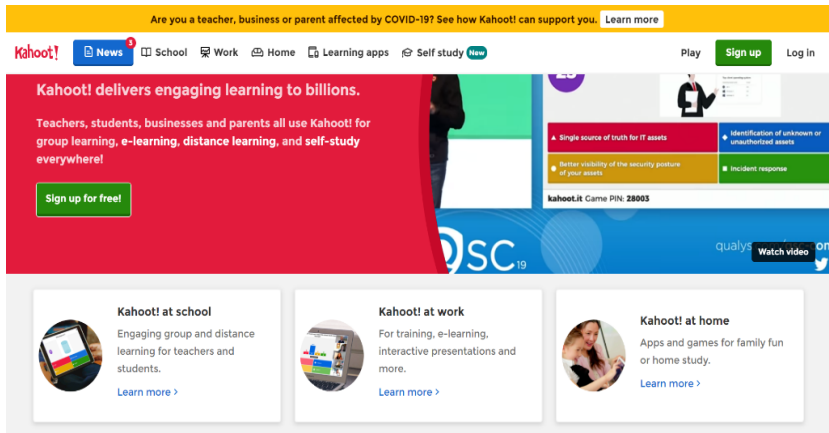 Are you a teacher, business or parent affected by COVID-19? See how Kahoot! can support you. Learn more
Kahoot! News 3 School Work Home Learning apps Self study New Play Sign up Log in
Kahoot! delivers engaging learning to billions.
Teachers, students, businesses and parents all use Kahoot! for
group learning, e-learning, distance learning, and self-study
everywhere!
Sign up for free!
Single source of truth for IT assets
Identification of unknown or
unauthorized assets
Better visibility of the security posture
of your assets
Incident response
kahoot.it Game PIN: 28003
QSC19
qualys
Watch video
Kahoot! at school
Engaging group and distance
learning for teachers and
students.
Learn more >
Kahoot! at work
For training, e-learning,
interactive presentations and
more.
Learn more >
Kahoot! at home
Apps and games for family fun
or home study.
Learn more >